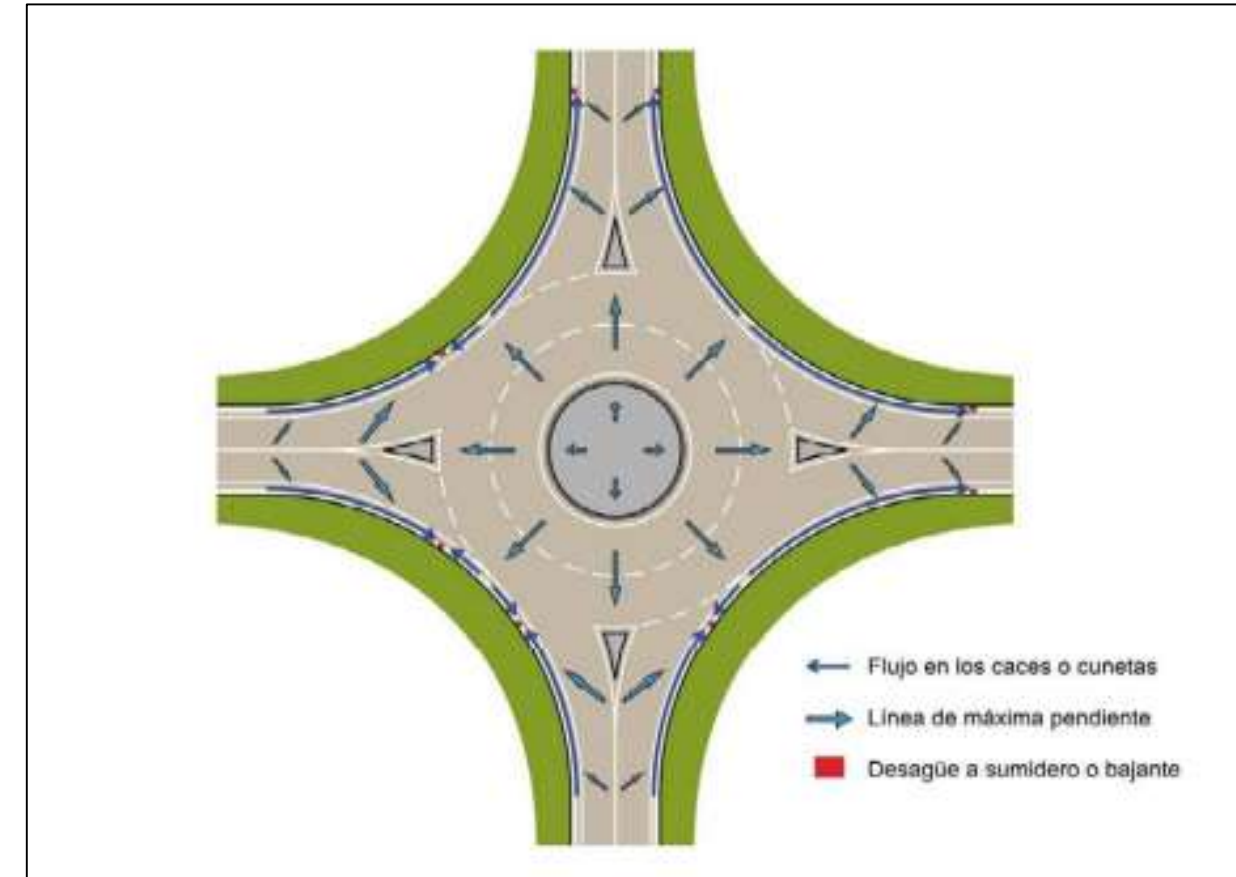 Flujo en los caces o cunetas
Línea de máxima pendiente
Desagüe a sumidero o bajante